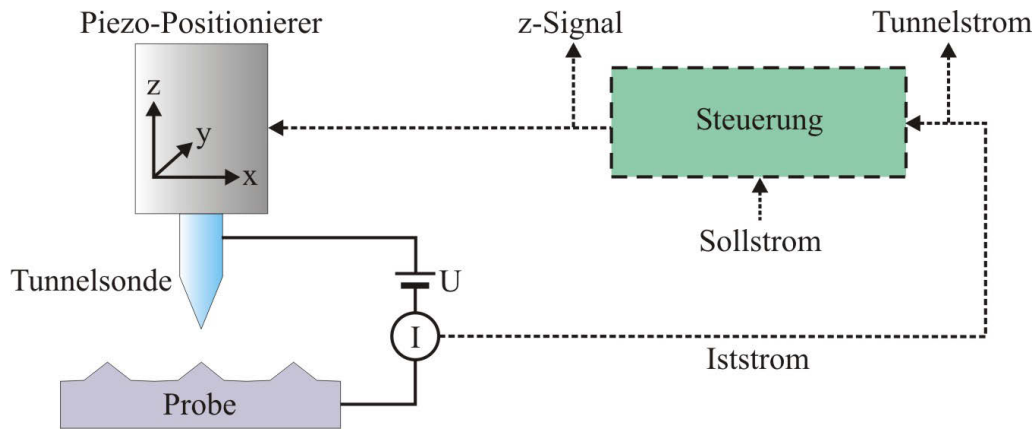 Piezo-Positionierer
z-Signal
Tunnelstrom
z
y
x
Steuerung
Sollstrom
Tunnelsonde
U
I
Iststrom
Probe